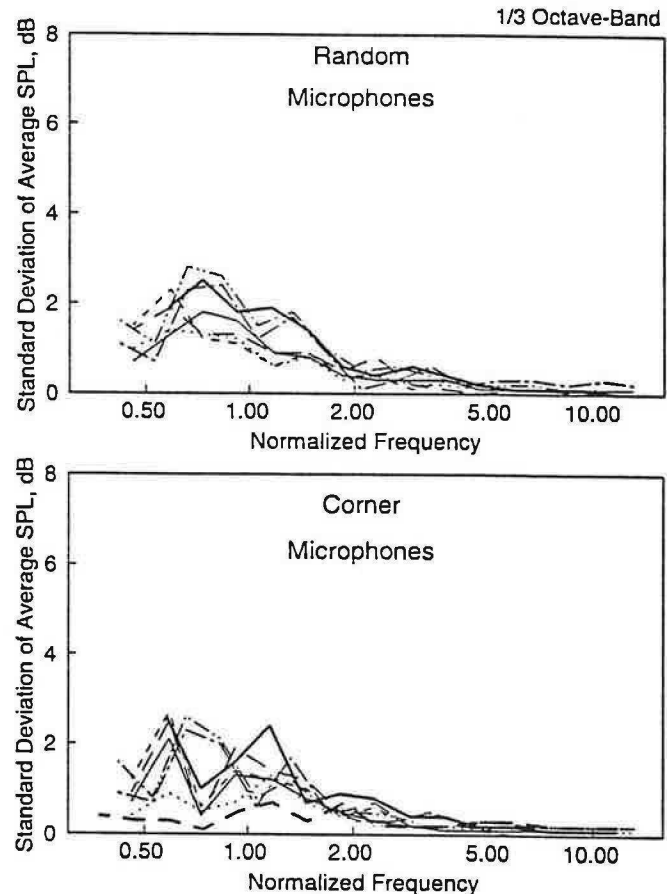 1/3 Octave-Band
Standard Deviation of Average SPL, dB
8
6
4
2
0
Random
Microphones
0.50 1.00 2.00 5.00 10.00
Normalized Frequency
Standard Deviation of Average SPL, dB
8
6
4
2
0
Corner
Microphones
0.50 1.00 2.00 5.00 10.00
Normalized Frequency